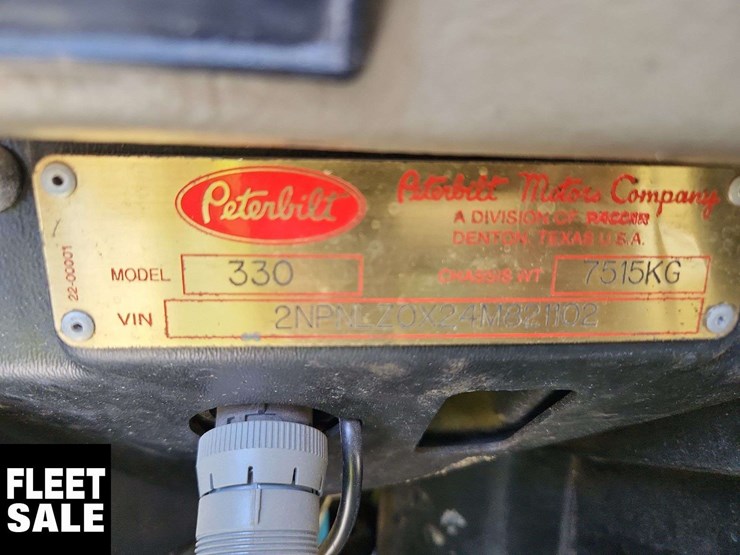 Peterbilt
Peterbilt Motors Company
A DIVISION OF PACCAR
DENTON, TEXAS U.S.A.
MODEL 330 CHASSIS WT 7515KG
VIN 2NPNLZ0X24M821102
22-00001
FLEET
SALE